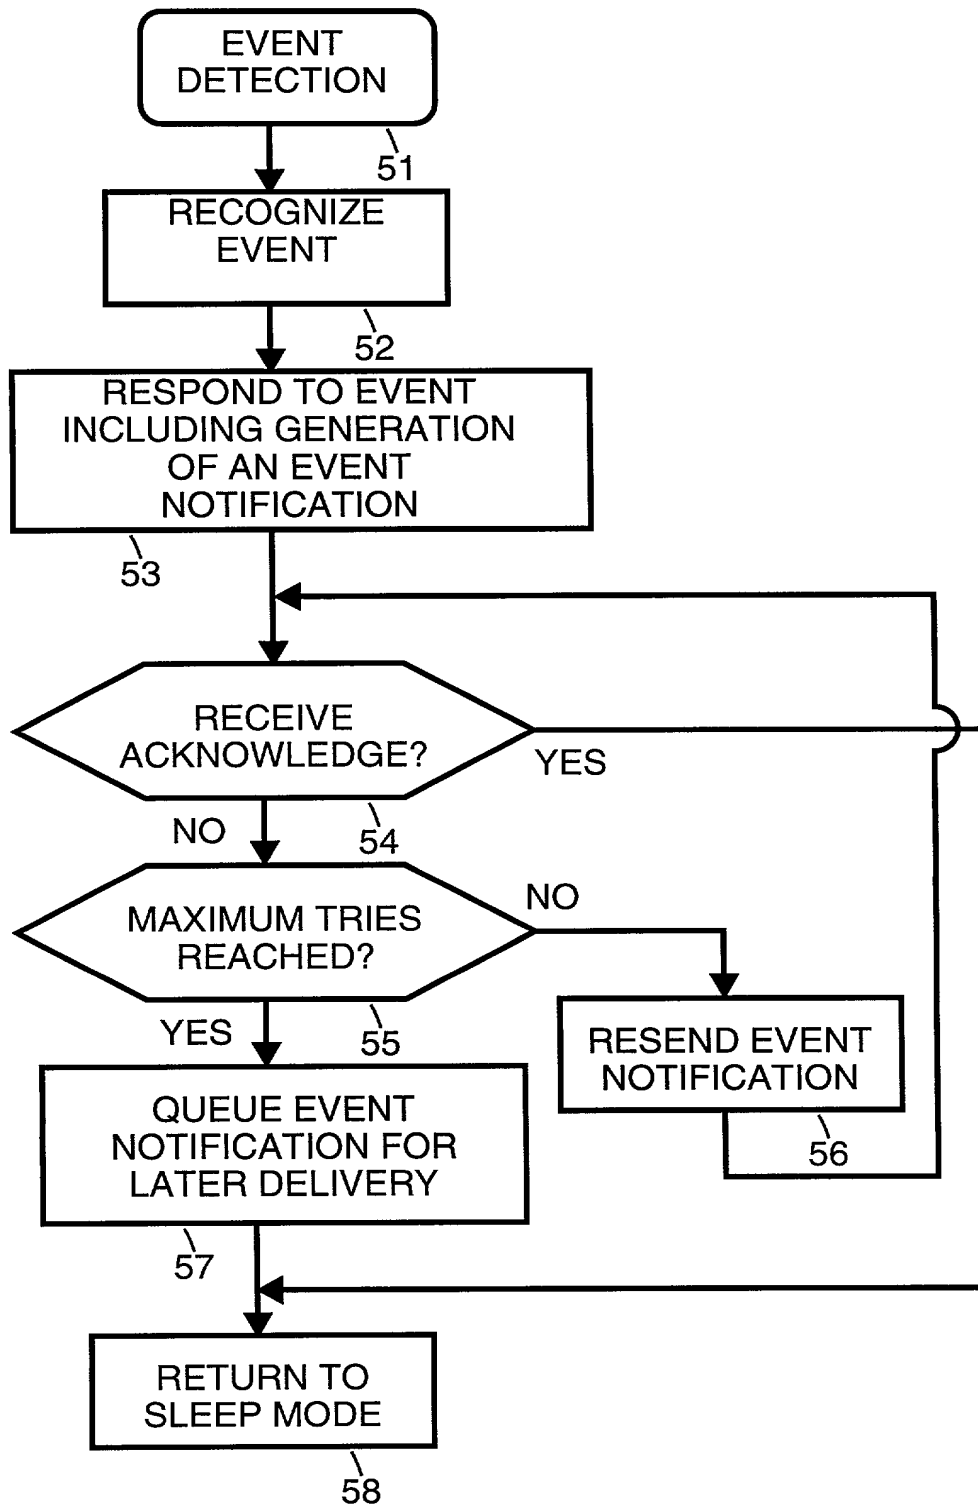 EVENT
DETECTION
51
RECOGNIZE
EVENT
52
RESPOND TO EVENT
INCLUDING GENERATION
OF AN EVENT
NOTIFICATION
53
RECEIVE
ACKNOWLEDGE?
YES
54
NO
MAXIMUM TRIES
REACHED?
NO
55
YES
RESEND EVENT
NOTIFICATION
56
QUEUE EVENT
NOTIFICATION FOR
LATER DELIVERY
57
RETURN TO
SLEEP MODE
58